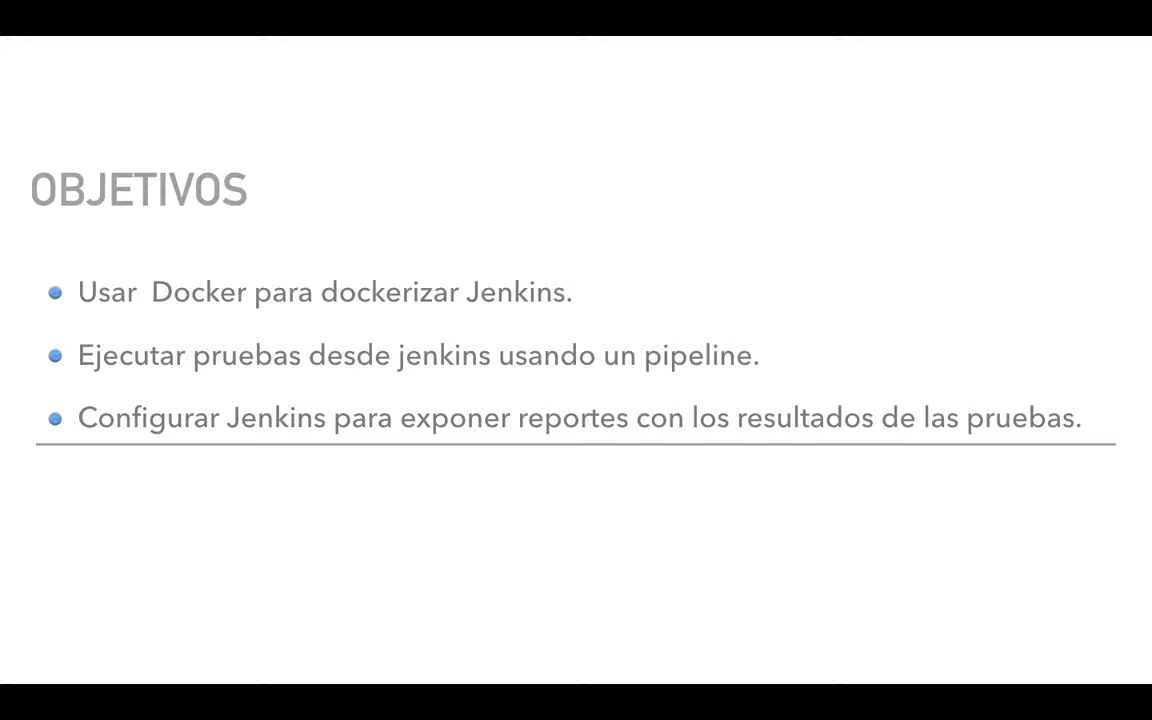 OBJETIVOS
Usar  Docker para dockerizar Jenkins.
Ejecutar pruebas desde jenkins usando un pipeline.
Configurar Jenkins para exponer reportes con los resultados de las pruebas.